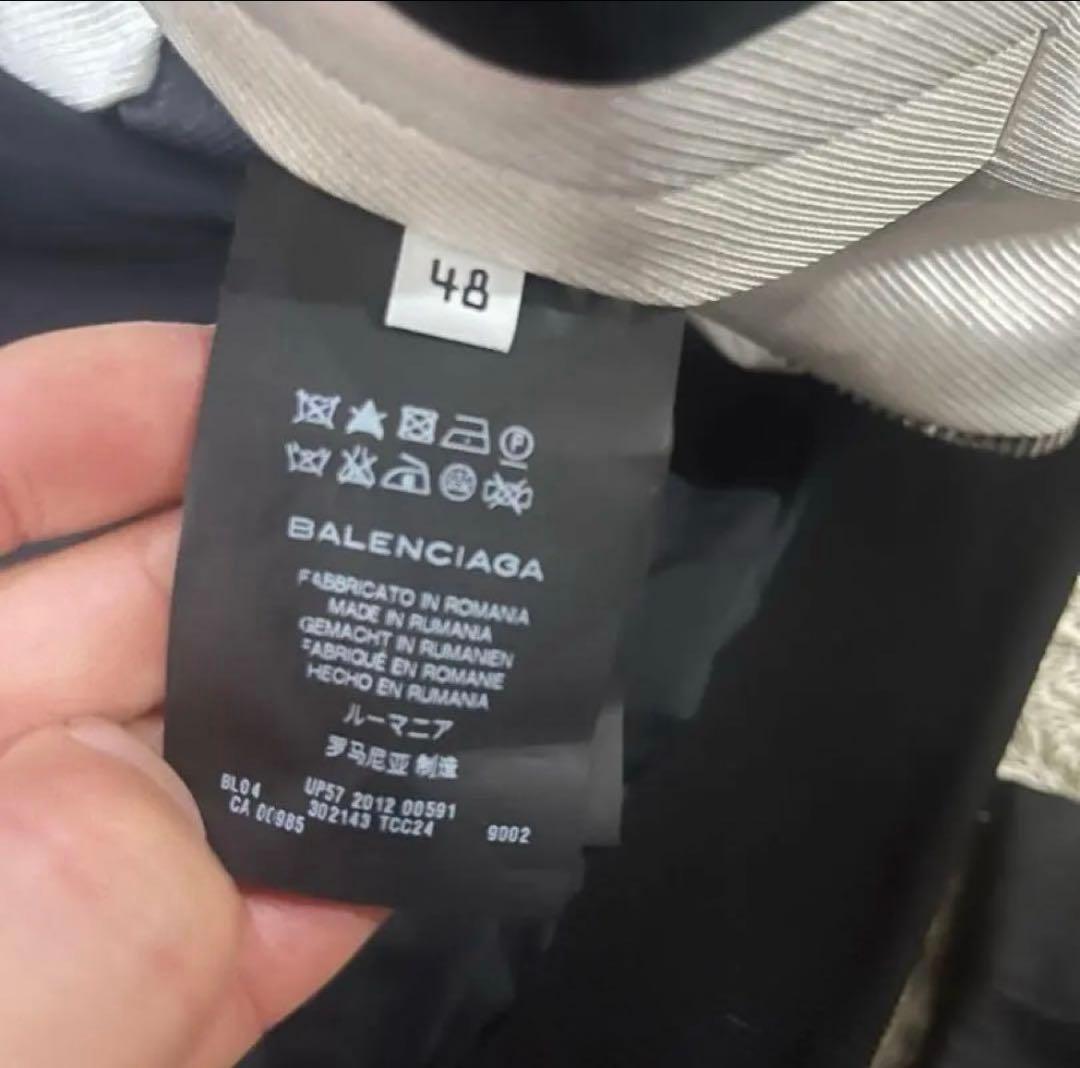 48
P
BALENCIAGA
FABBRICATO IN ROMANIA
MADE IN RUMANIA
GEMACHT IN RUMANIEN
FABRIQUÉ EN ROMANIE
HECHO EN RUMANIA
ルーマニア
罗马尼亚 制造
BL04 UP57 2012 00591
CA 00985 302143 TCC24 9002